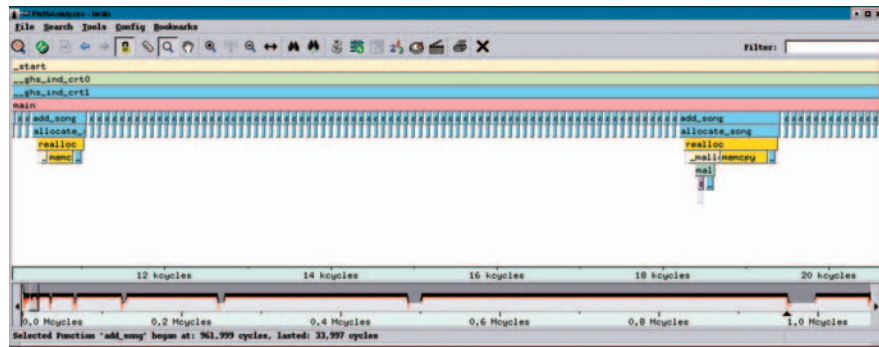 PathAnalyzer - hello
File Search Tools Config Bookmarks
Filter:
_start
__ghs_ind_crt0
__ghs_ind_crt1
main
add_song add_song
allocate_ allocate_song
realloc realloc
memc _mall memcpy
mal
12 kcycles 14 kcycles 16 kcycles 18 kcycles 20 kcycles
0.0 Mcycles 0.2 Mcycles 0.4 Mcycles 0.6 Mcycles 0.8 Mcycles 1.0 Mcycles
Selected Function 'add_song' began at: 961,999 cycles, lasted: 33,997 cycles